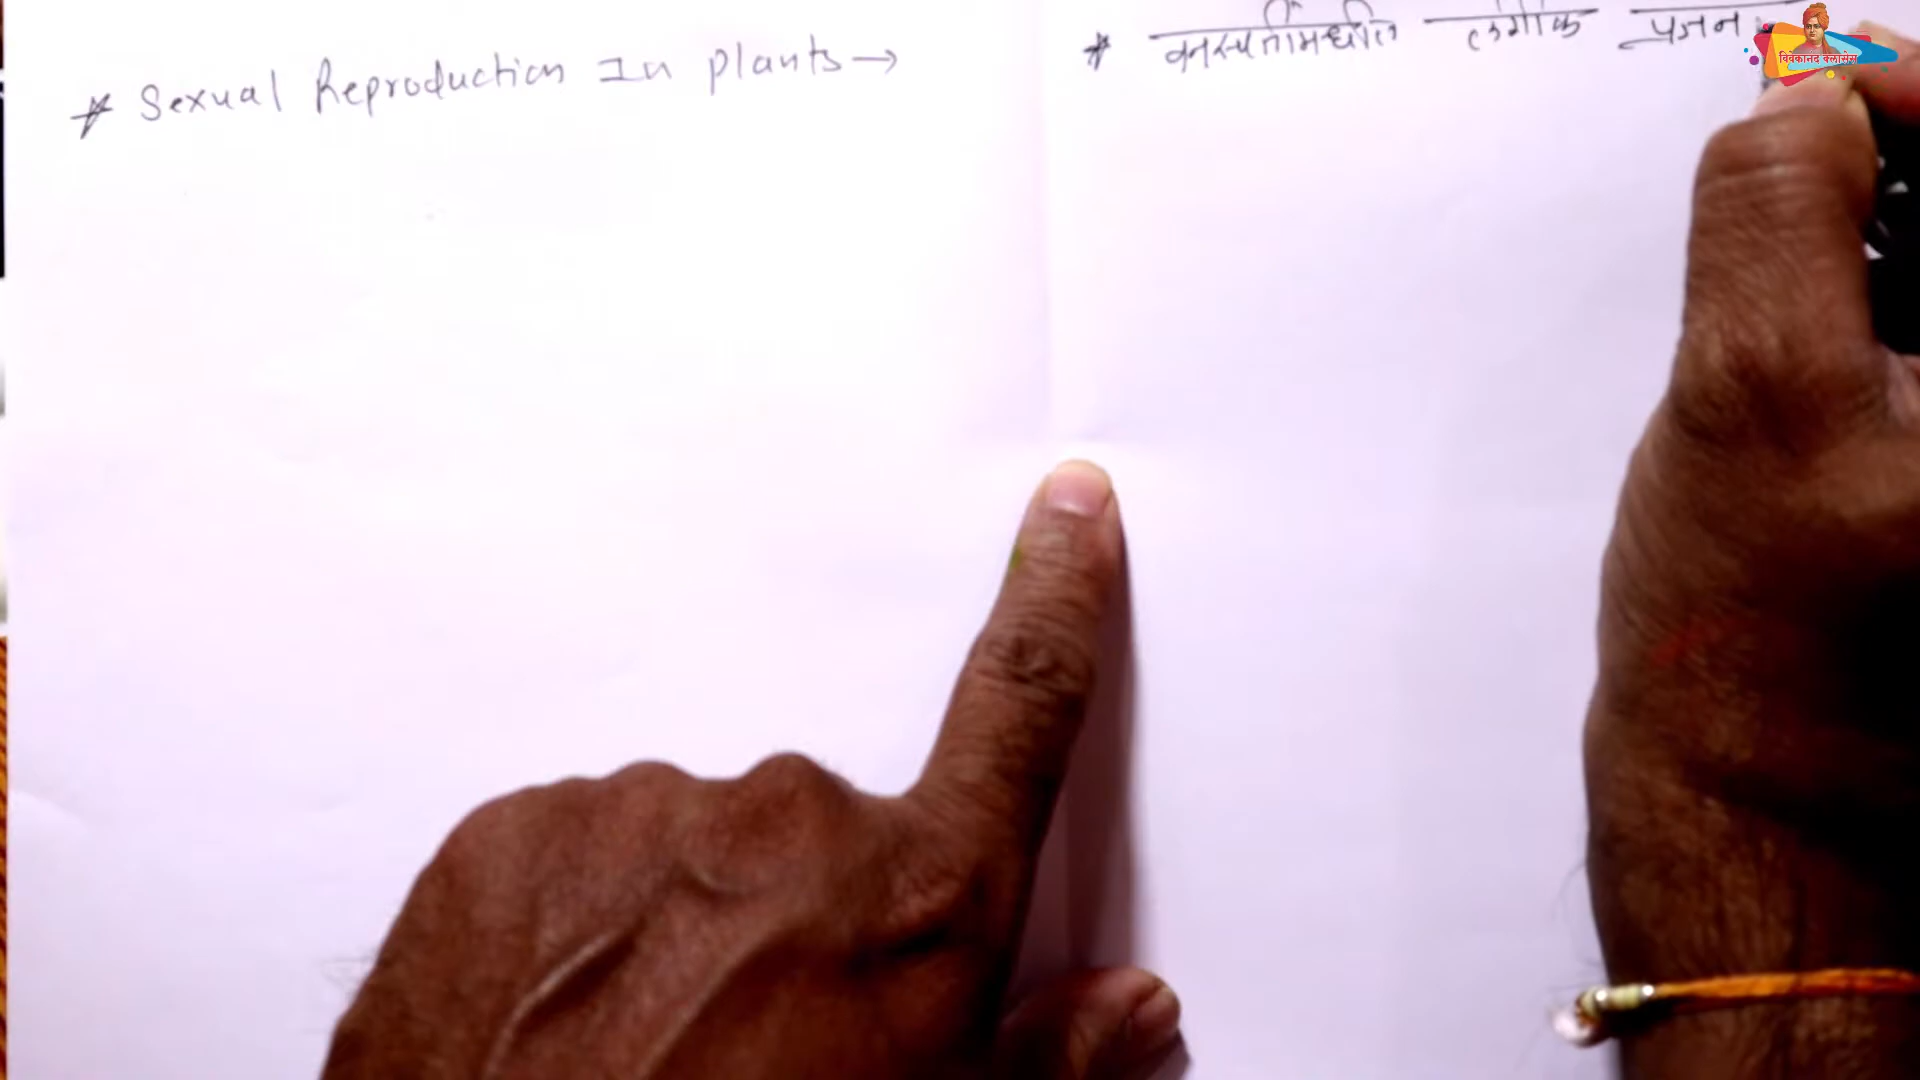 * Sexual Reproduction In plants →
* वनस्पतींमधील लैंगीक प्रजनन
विवेकानंद क्लासेस